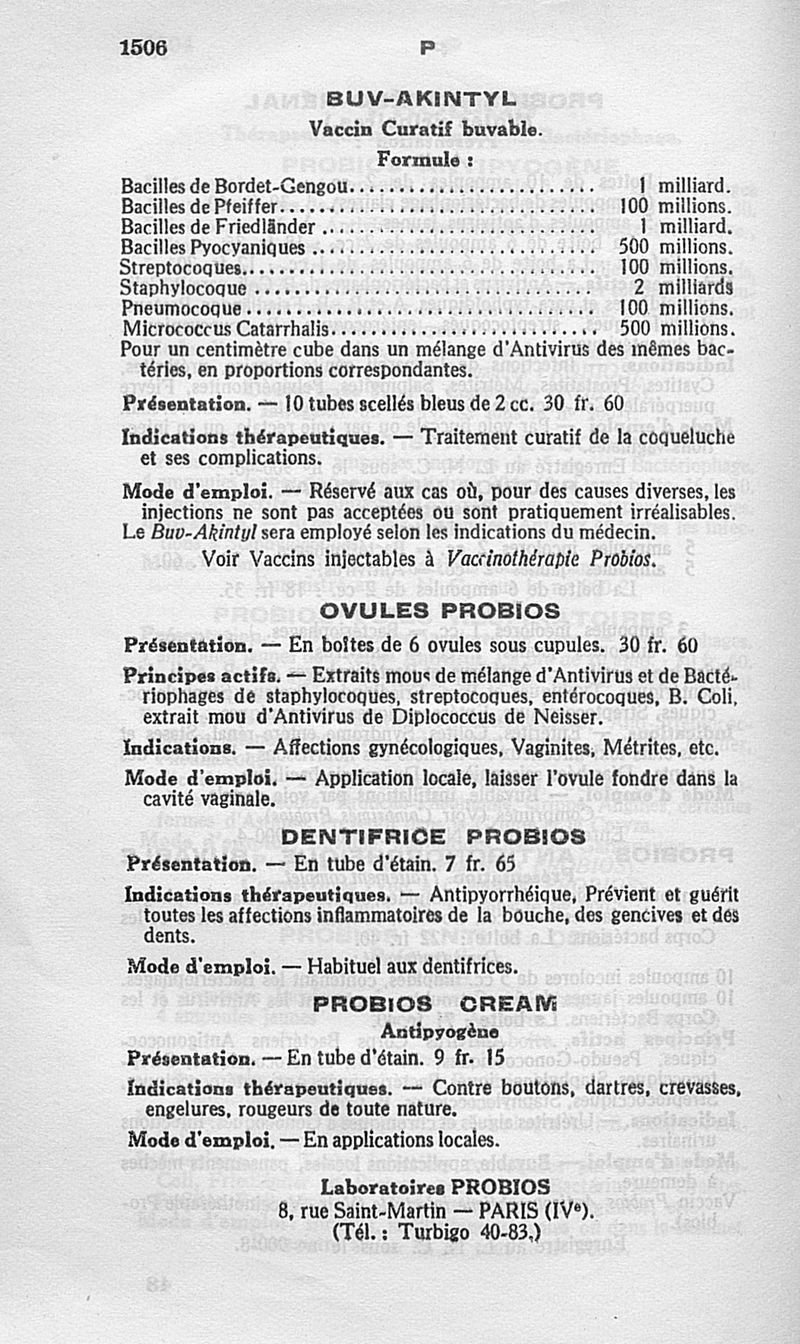 1506
P
BUV-AKINTYL
Vaccin Curatif buvable.
Formule :
Bacilles de Bordet-Gengou........................ 1 milliard.
Bacilles de Pfeiffer................................ 100 millions.
Bacilles de Friedländer ........................... 1 milliard.
Bacilles Pyocyaniques ............................ 500 millions.
Streptocoques.................................... 100 millions.
Staphylocoque .................................. 2 milliards
Pneumocoque................................... 100 millions.
Micrococcus Catarrhalis.......................... 500 millions.
Pour un centimètre cube dans un mélange d'Antivirus des mêmes bac-
téries, en proportions correspondantes.
Présentation. — 10 tubes scellés bleus de 2 cc. 30 fr. 60
Indications thérapeutiques. — Traitement curatif de la coqueluche
et ses complications.
Mode d'emploi. — Réservé aux cas où, pour des causes diverses, les
injections ne sont pas acceptées ou sont pratiquement irréalisables.
Le Buv-Akintyl sera employé selon les indications du médecin.
Voir Vaccins injectables à Vaccinothérapie Probios.
OVULES PROBIOS
Présentation. — En boîtes de 6 ovules sous cupules. 30 fr. 60
Principes actifs. — Extraits mous de mélange d'Antivirus et de Bacté-
riophages de staphylocoques, streptocoques, entérocoques, B. Coli,
extrait mou d'Antivirus de Diplococcus de Neisser.
Indications. — Affections gynécologiques, Vaginites, Métrites, etc.
Mode d'emploi. — Application locale, laisser l'ovule fondre dans la
cavité vaginale.
DENTIFRICE PROBIOS
Présentation. — En tube d'étain. 7 fr. 65
Indications thérapeutiques. — Antipyorrhéique, Prévient et guérit
toutes les affections inflammatoires de la bouche, des gencives et des
dents.
Mode d'emploi. — Habituel aux dentifrices.
PROBIOS CREAM
Antipyogène
Présentation. — En tube d'étain. 9 fr. 15
Indications thérapeutiques. — Contre boutons, dartres, crevasses,
engelures, rougeurs de toute nature.
Mode d'emploi. — En applications locales.
Laboratoires PROBIOS
8, rue Saint-Martin — PARIS (IVe).
(Tél. : Turbigo 40-83.)